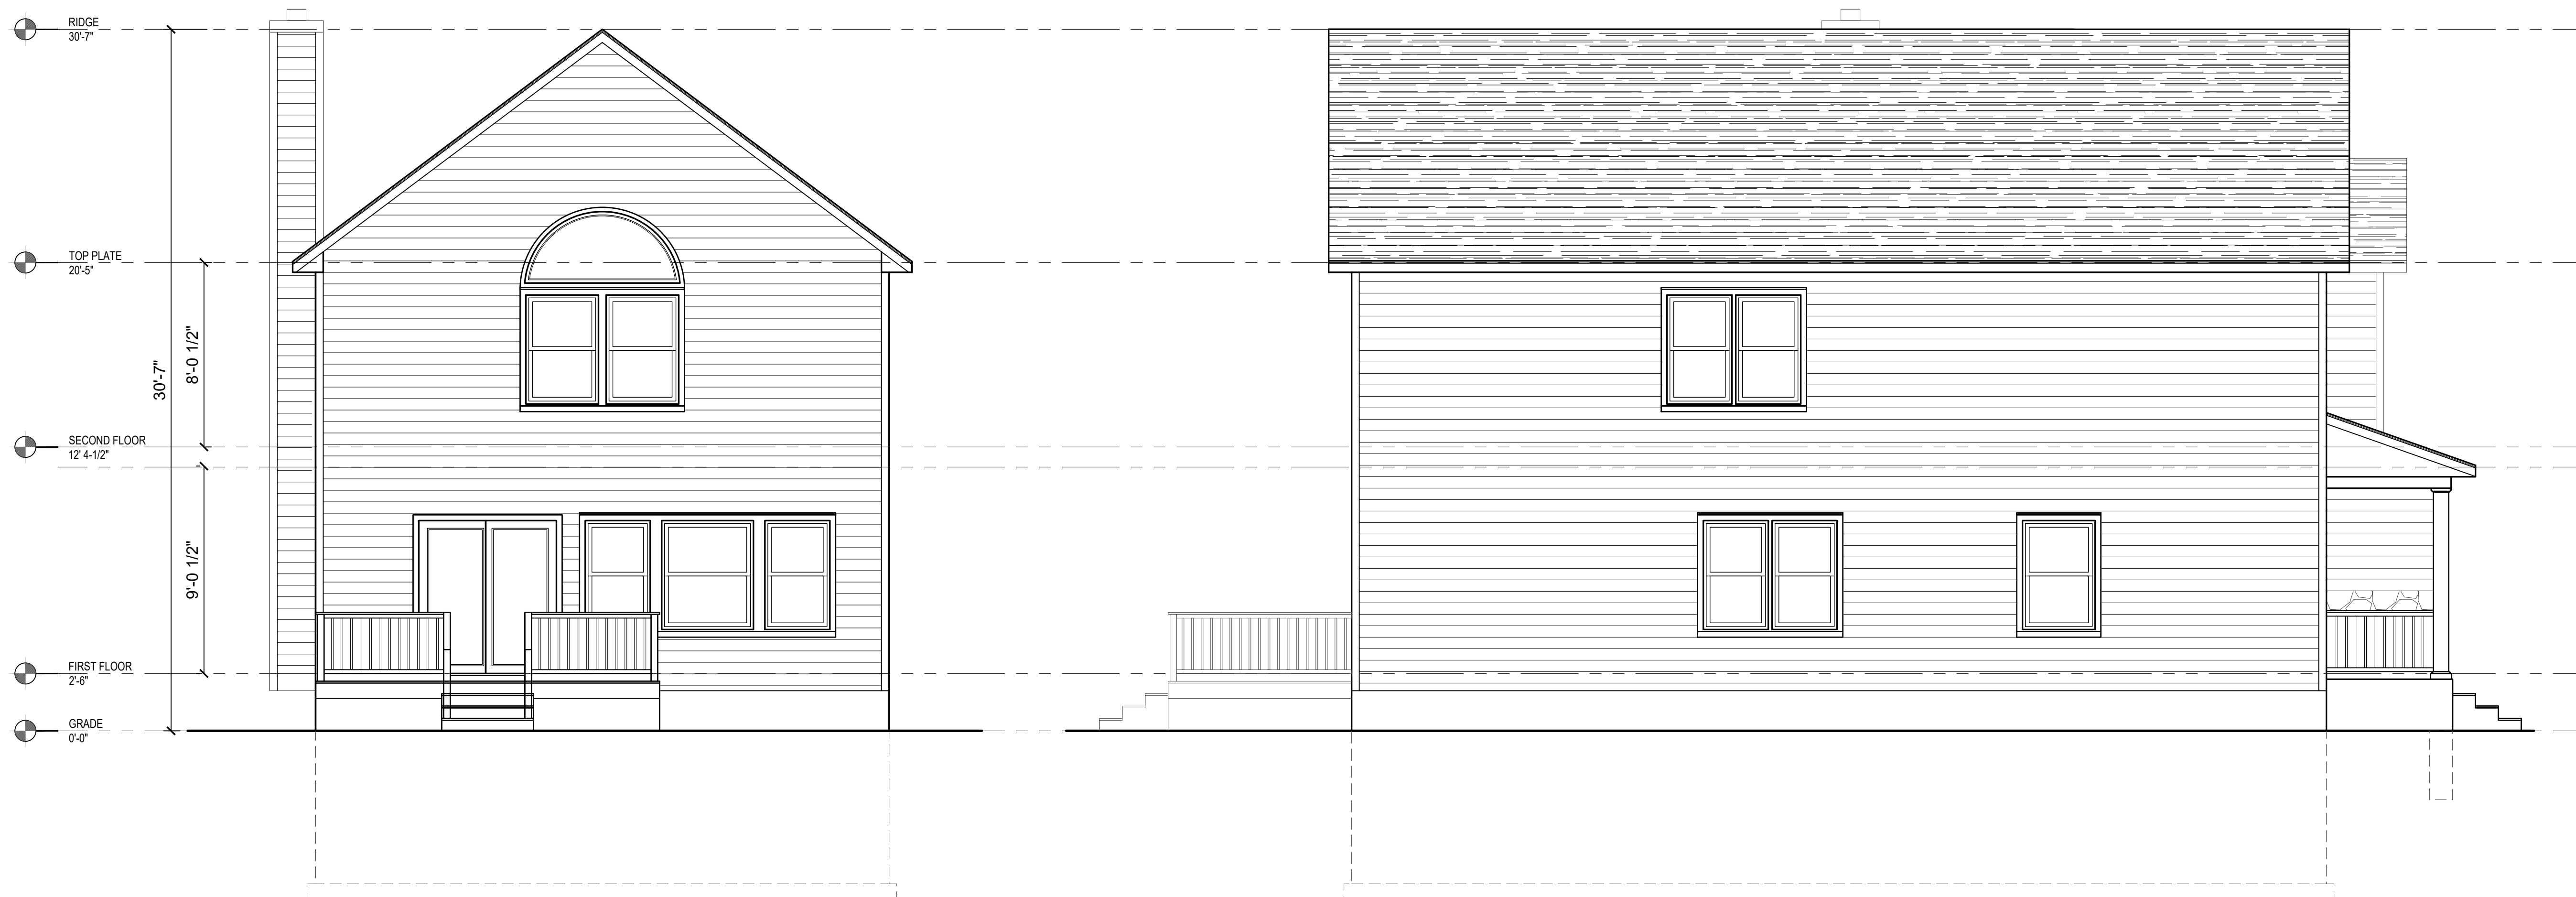 RIDGE
30'-7"
TOP PLATE
20'-5"
8'-0 1/2"
30'-7"
SECOND FLOOR
12' 4-1/2"
9'-0 1/2"
FIRST FLOOR
2'-6"
GRADE
0'-0"